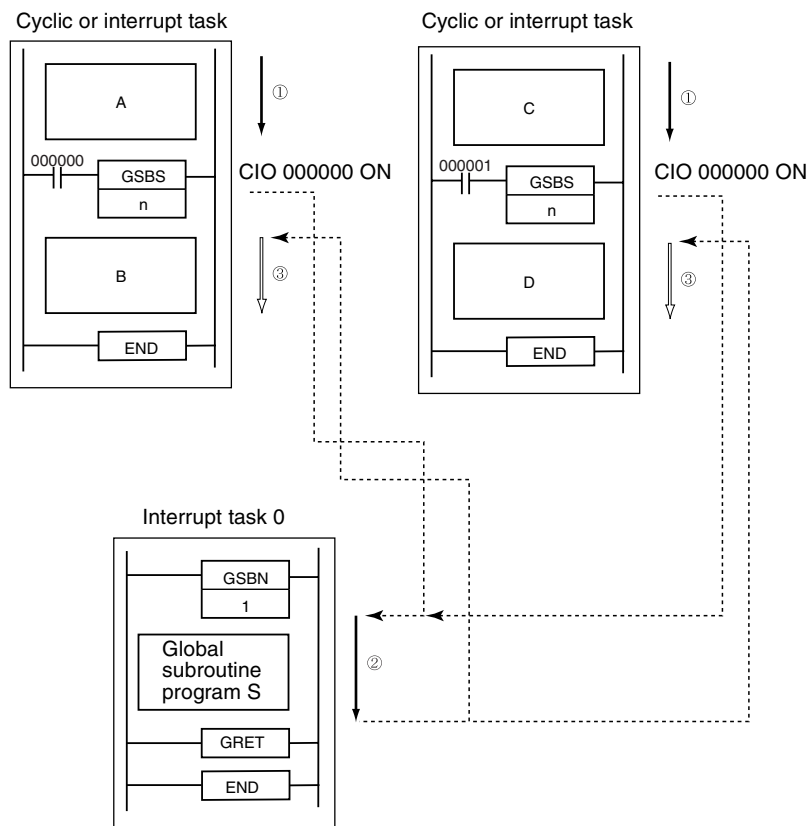 Cyclic or interrupt task
A
①
000000
GSBS
n
CIO 000000 ON
B
③
END
Cyclic or interrupt task
C
①
000001
GSBS
n
CIO 000000 ON
D
③
END
Interrupt task 0
GSBN
1
Global
subroutine
program S
②
GRET
END